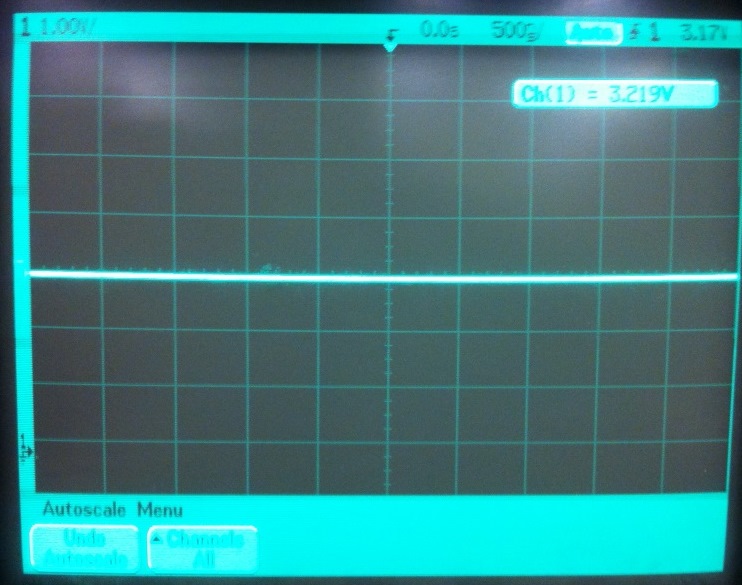 1 1.00V/ 0.0s 500 Auto 1 3.17V
Ch(1) = 3.219V
Autoscale Menu
Undo
Autoscale
Channels
All